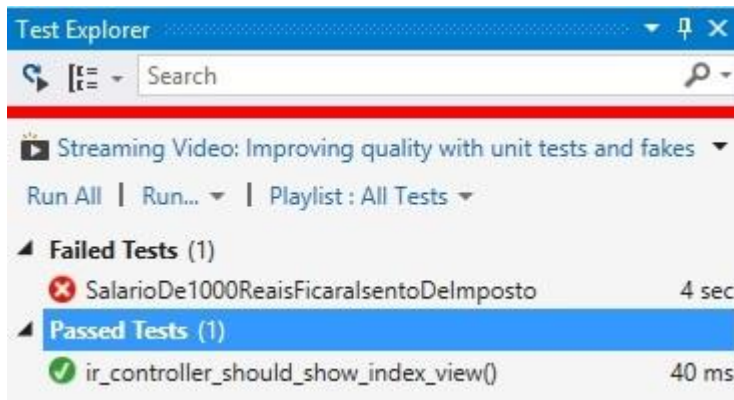 Test Explorer
Search
Streaming Video: Improving quality with unit tests and fakes
Run All | Run... | Playlist : All Tests
Failed Tests (1)
SalarioDe1000ReaisFicaraIsentoDeImposto 4 sec
Passed Tests (1)
ir_controller_should_show_index_view() 40 ms